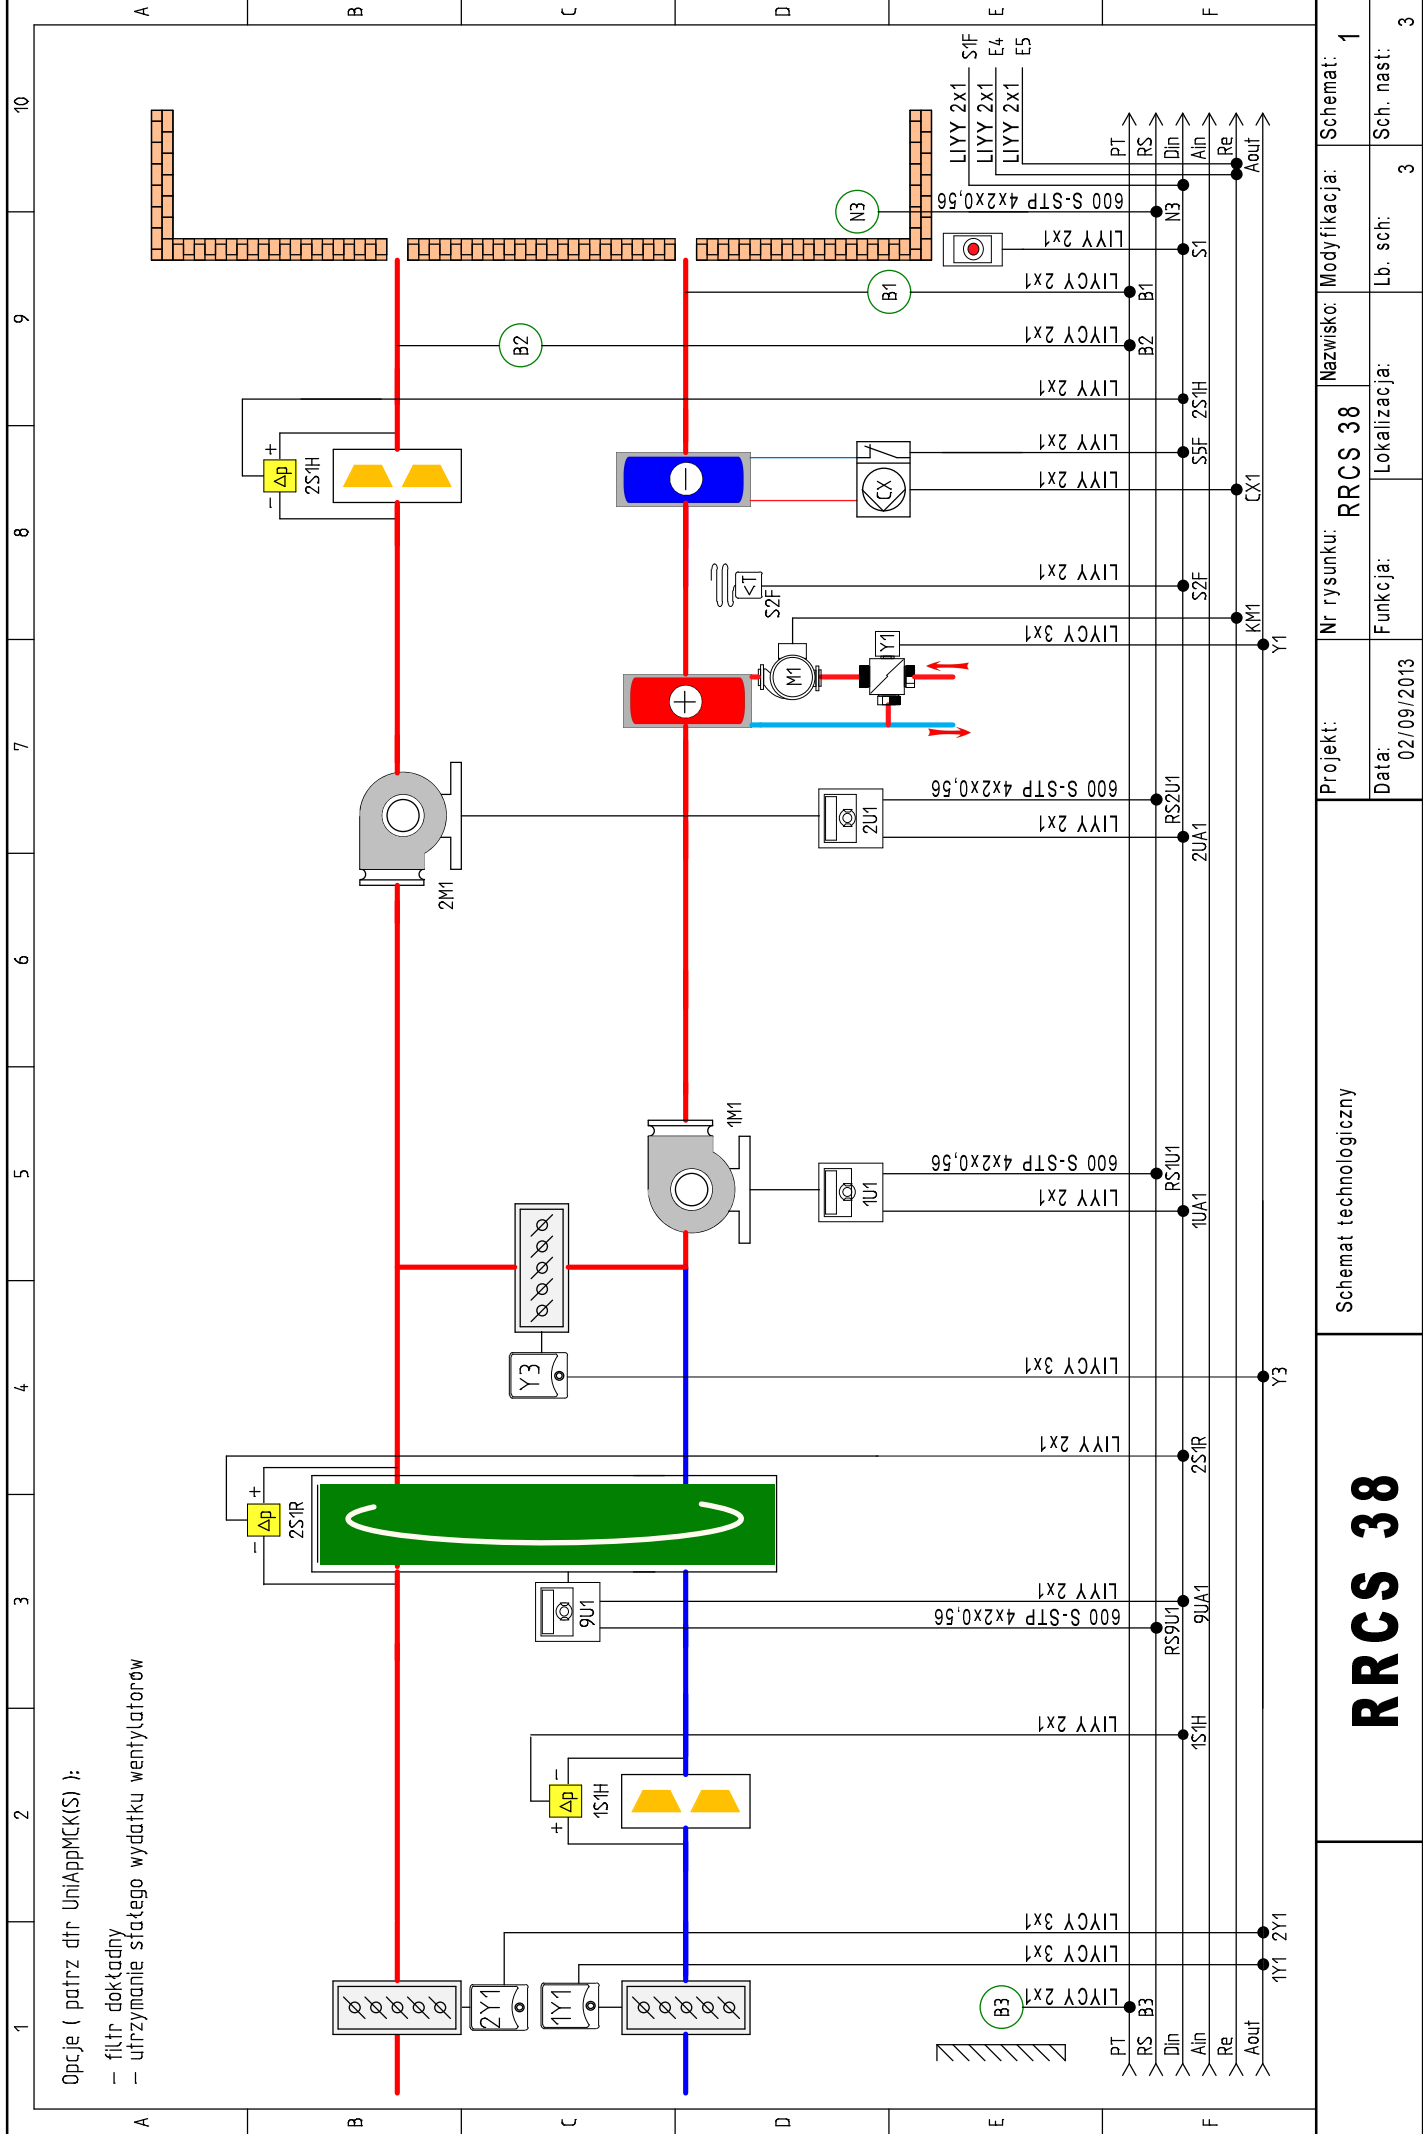 Opcje ( patrz dtr UniAppMCK(S) ):
— filtr dokładny
— utrzymanie stałego wydatku wentylatorów
1 2 3 4 5 6 7 8 9 10
A
B
C
D
E
F
A
B
C
D
E
F
2S1R
- Δp +
2S1H
- Δp +
1S1H
+ Δp -
2Y1
1Y1
9U1
Y3
2M1
1M1
1U1
2U1
M1
Y1
S2F
<T
CX
B2
B1
N3
B3
LIYCY 2x1
LIYCY 3x1
LIYCY 3x1
LIYY 2x1
600 S-STP 4x2x0,56
LIYY 2x1
LIYY 2x1
LIYCY 3x1
LIYY 2x1
600 S-STP 4x2x0,56
LIYY 2x1
600 S-STP 4x2x0,56
LIYCY 3x1
LIYY 2x1
LIYY 2x1
LIYY 2x1
LIYY 2x1
LIYCY 2x1
LIYCY 2x1
LIYY 2x1
600 S-STP 4x2x0,56
LIYY 2x1 S1F
LIYY 2x1 E4
LIYY 2x1 E5
PT
RS
Din
Ain
Re
Aout
PT
RS
Din
Ain
Re
Aout
B3
1Y1
2Y1
1S1H
RS9U1
9UA1
2S1R
Y3
1UA1
RS1U1
2UA1
RS2U1
Y1
KM1
S2F
CX1
S5F
2S1H
B2
B1
S1
N3
RRCS 38
Schemat technologiczny
Projekt:
Nr rysunku:
RRCS 38
Nazwisko:
Modyfikacja:
Schemat:
1
Data:
02/09/2013
Funkcja:
Lokalizacja:
Lb. sch:
3
Sch. nast:
3